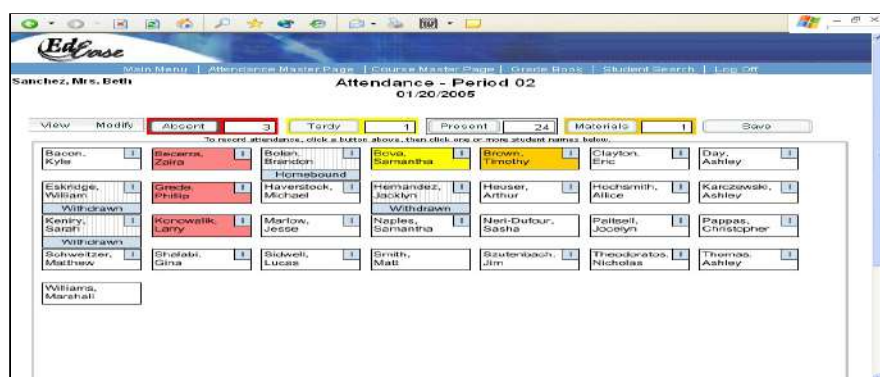 EdEase
Main Menu | Attendance Master Page | Course Master Page | Grade Book | Student Search | Log Off
Sanchez, Mrs. Beth
Attendance - Period 02
01/20/2005
View Modify Absent 3 Tardy 1 Present 24 Materials 1 Save
To record attendance, click a button above, then click one or more student names below.
Bacon, I Becerra, I Bolen, I Bova, I Brown, I Clayton, I Day, I
Kyle Zaira Brandon Samantha Timothy Eric Ashley
Homebound
Eskridge, I Grede, I Haverstock, I Hernandez, I Heuser, I Hochsmith, I Karczewski, I
William Phillip Michael Jacklyn Arthur Allice Ashley
Withdrawn Withdrawn
Keniry, I Konowalik, I Marlow, I Naples, I Neri-Dufour, I Paitsell, I Pappas, I
Sarah Larry Jesse Samantha Sasha Jocelyn Christopher
Withdrawn
Schweitzer, I Shalabi, I Sidwell, I Smith, Szutenbach, I Theodoratos, I Thomas, I
Matthew Gina Lucas Matt Jim Nicholas Ashley
Williams,
Marshall